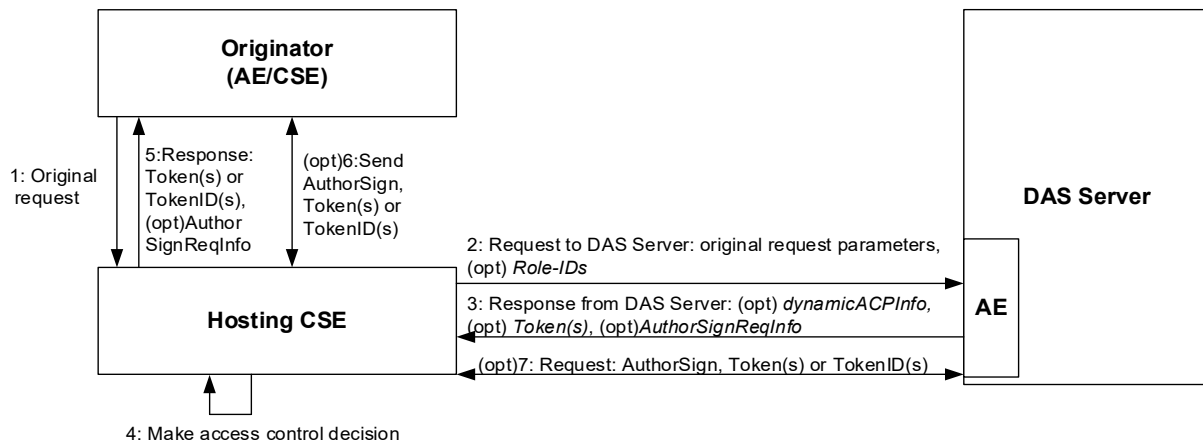 Originator
(AE/CSE)
1: Original
request
5:Response:
Token(s) or
TokenID(s),
(opt)Author
SignReqInfo
(opt)6:Send
AuthorSign,
Token(s) or
TokenID(s)
DAS Server
2: Request to DAS Server: original request parameters,
(opt) Role-IDs
3: Response from DAS Server: (opt) dynamicACPInfo,
(opt) Token(s), (opt)AuthorSignReqInfo
AE
Hosting CSE
(opt)7: Request: AuthorSign, Token(s) or TokenID(s)
4: Make access control decision